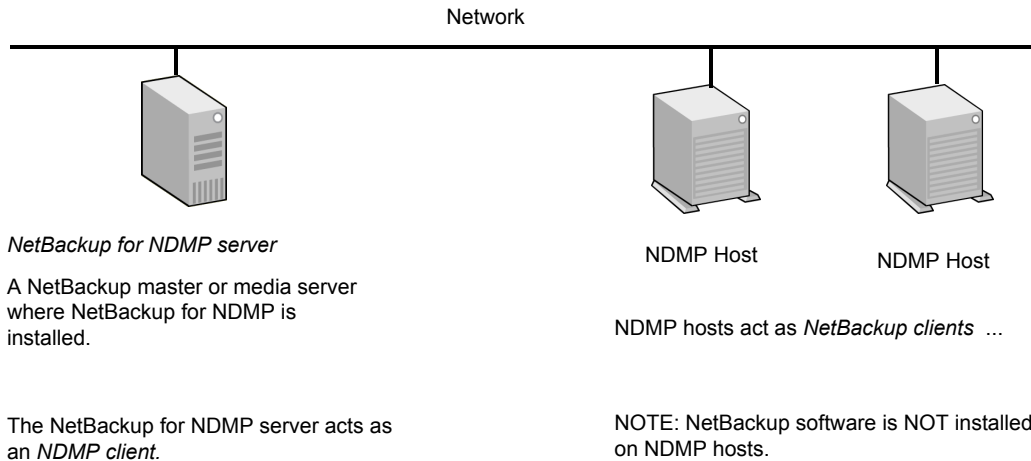 Network
NetBackup for NDMP server
A NetBackup master or media server
where NetBackup for NDMP is
installed.
The NetBackup for NDMP server acts as
an NDMP client.
NDMP Host
NDMP Host
NDMP hosts act as NetBackup clients ...
NOTE: NetBackup software is NOT installed
on NDMP hosts.